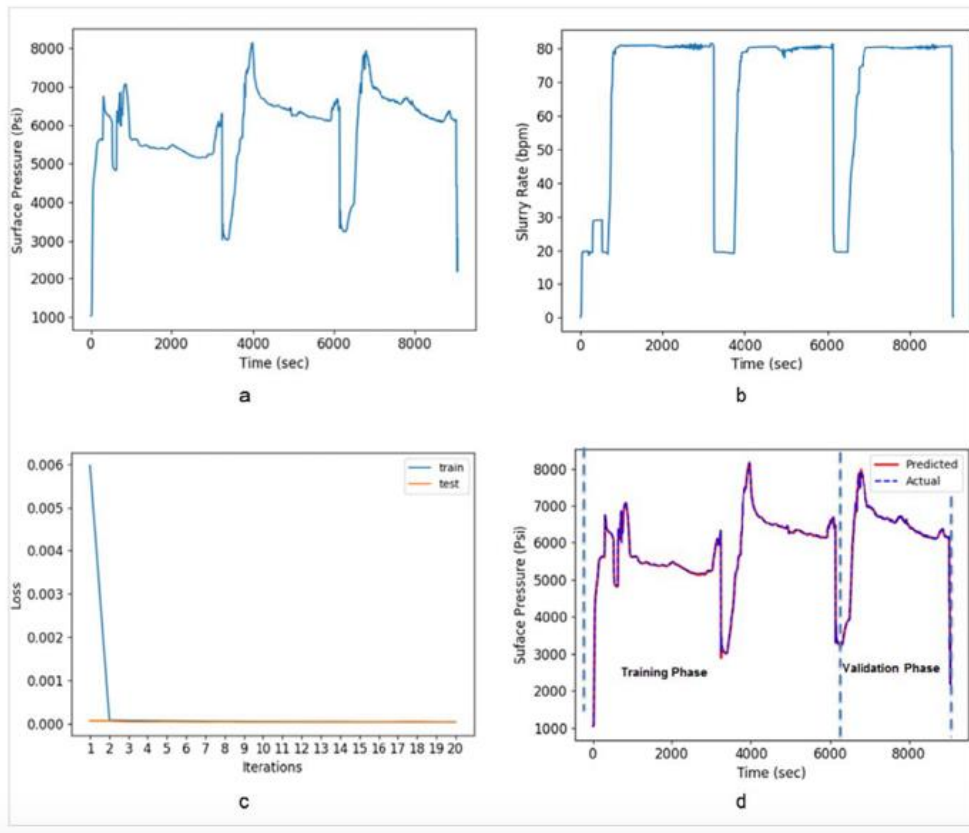 8000
7000
6000
5000
4000
3000
2000
1000
Surface Pressure (Psi)
0 2000 4000 6000 8000
Time (sec)
a
80
70
60
50
40
30
20
10
0
Slurry Rate (bpm)
0 2000 4000 6000 8000
Time (sec)
b
0.006
0.005
0.004
0.003
0.002
0.001
0.000
Loss
train
test
1 2 3 4 5 6 7 8 9 10 11 12 13 14 15 16 17 18 19 20
Iterations
c
8000
7000
6000
5000
4000
3000
2000
1000
Suface Pressure (Psi)
Predicted
Actual
Training Phase
Validation Phase
0 2000 4000 6000 8000
Time (sec)
d